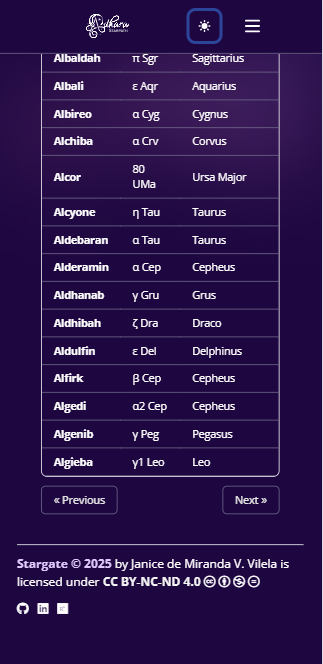 Sydharu
STARPATH
Albaldah π Sgr Sagittarius
Albali ε Aqr Aquarius
Albireo α Cyg Cygnus
Alchiba α Crv Corvus
Alcor 80 UMa Ursa Major
Alcyone η Tau Taurus
Aldebaran α Tau Taurus
Alderamin α Cep Cepheus
Aldhanab γ Gru Grus
Aldhibah ζ Dra Draco
Aldulfin ε Del Delphinus
Alfirk β Cep Cepheus
Algedi α2 Cep Cepheus
Algenib γ Peg Pegasus
Algieba γ1 Leo Leo
« Previous Next »
Stargate © 2025 by Janice de Miranda V. Vilela is
licensed under CC BY-NC-ND 4.0